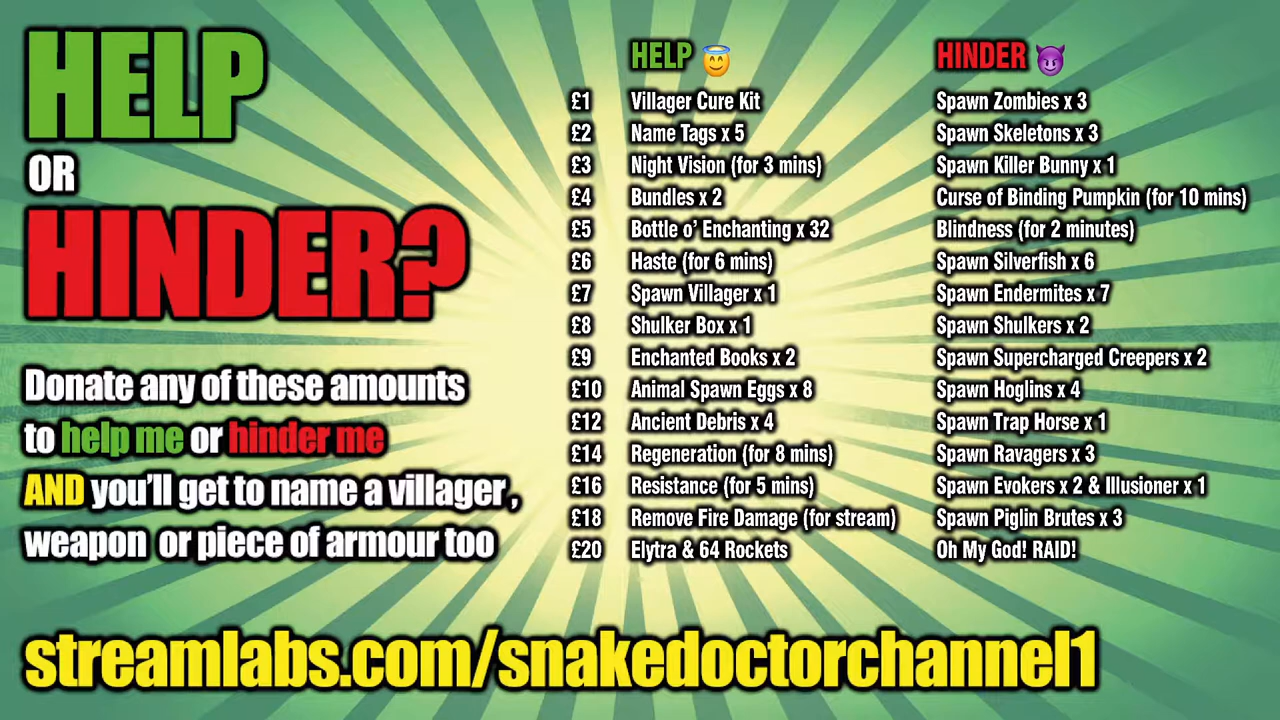 HELP
OR
HINDER?
Donate any of these amounts
to help me or hinder me
AND you'll get to name a villager ,
weapon or piece of armour too
HELP 😇 HINDER 😈
£1 Villager Cure Kit Spawn Zombies x 3
£2 Name Tags x 5 Spawn Skeletons x 3
£3 Night Vision (for 3 mins) Spawn Killer Bunny x 1
£4 Bundles x 2 Curse of Binding Pumpkin (for 10 mins)
£5 Bottle o' Enchanting x 32 Blindness (for 2 minutes)
£6 Haste (for 6 mins) Spawn Silverfish x 6
£7 Spawn Villager x 1 Spawn Endermites x 7
£8 Shulker Box x 1 Spawn Shulkers x 2
£9 Enchanted Books x 2 Spawn Supercharged Creepers x 2
£10 Animal Spawn Eggs x 8 Spawn Hoglins x 4
£12 Ancient Debris x 4 Spawn Trap Horse x 1
£14 Regeneration (for 8 mins) Spawn Ravagers x 3
£16 Resistance (for 5 mins) Spawn Evokers x 2 & Illusioner x 1
£18 Remove Fire Damage (for stream) Spawn Piglin Brutes x 3
£20 Elytra & 64 Rockets Oh My God! RAID!
streamlabs.com/snakedoctorchannel1